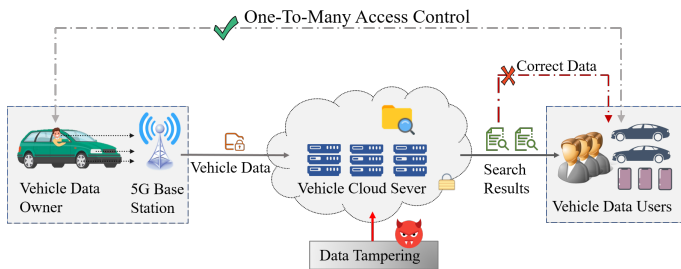 One-To-Many Access Control
Correct Data
Vehicle Data
Vehicle Data
Owner
5G Base
Station
Vehicle Cloud Sever
Search
Results
Vehicle Data Users
Data Tampering